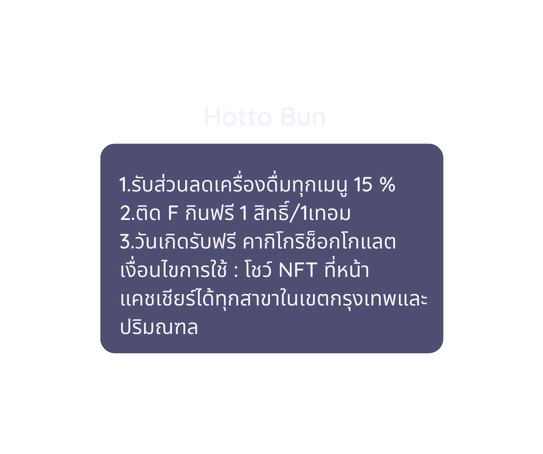 Hotto Bun
1.รับส่วนลดเครื่องดื่มทุกเมนู 15 %
2.ติด F กินฟรี 1 สิทธิ์/1เทอม
3.วันเกิดรับฟรี คากิโกริช็อกโกแลต
เงื่อนไขการใช้ : โชว์ NFT ที่หน้า
แคชเชียร์ได้ทุกสาขาในเขตกรุงเทพและ
ปริมณฑล